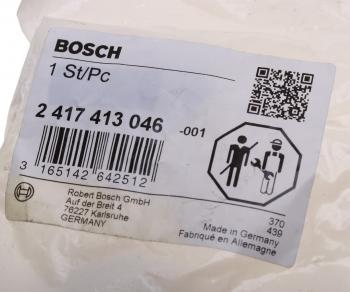 BOSCH
1 St/Pc
2 417 413 046 -001
3 165142 642512
Robert Bosch GmbH
Auf der Breit 4
76227 Karlsruhe
GERMANY
370
439
Made in Germany
Fabriqué en Allemagne